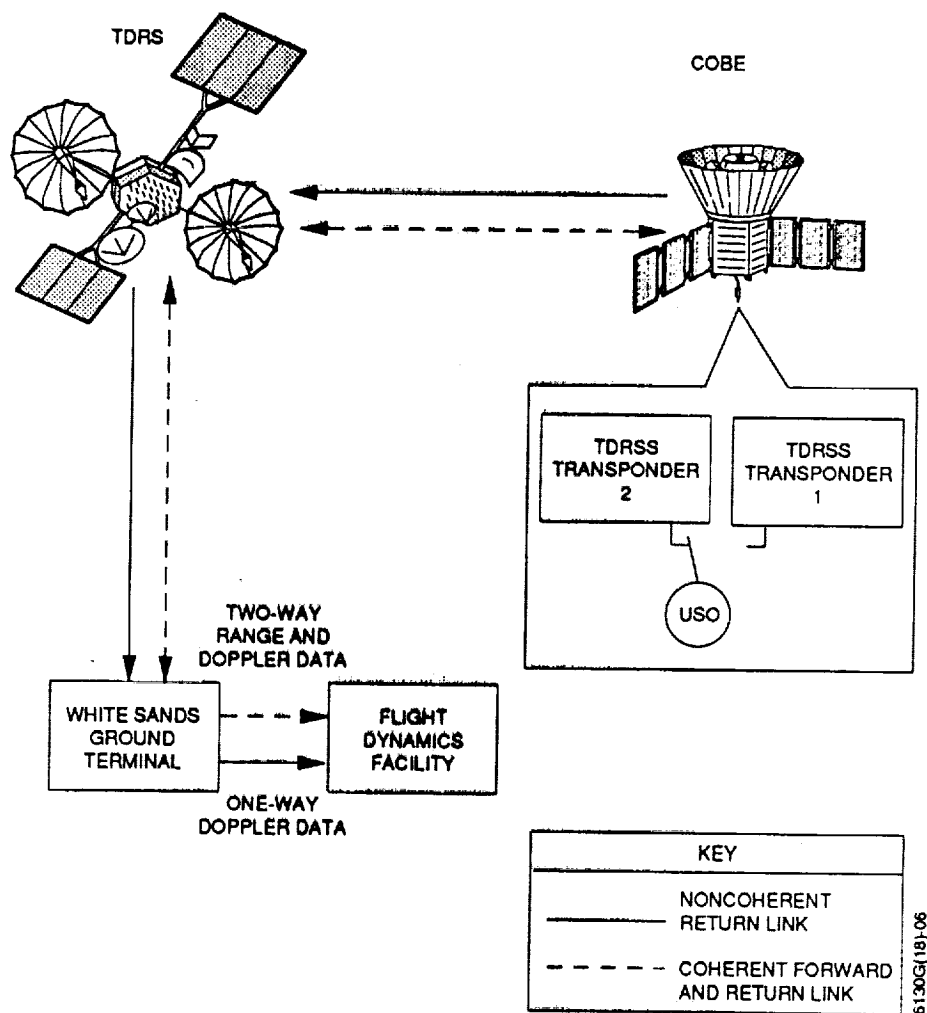 TDRS
COBE
TDRSS
TRANSPONDER
2
TDRSS
TRANSPONDER
1
USO
TWO-WAY
RANGE AND
DOPPLER DATA
WHITE SANDS
GROUND
TERMINAL
FLIGHT
DYNAMICS
FACILITY
ONE-WAY
DOPPLER DATA
KEY
NONCOHERENT
RETURN LINK
COHERENT FORWARD
AND RETURN LINK
6130G(18)-06